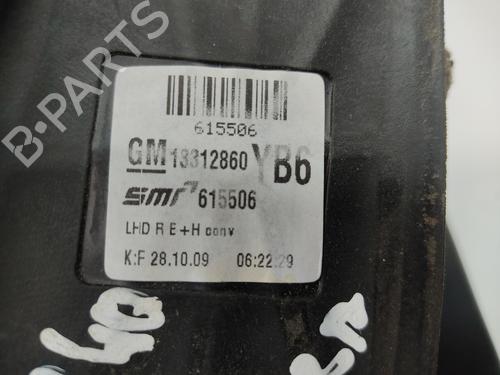 B-PARTS
615506
GM 13312860 YB6
smr 615506
LHD R E+H conv
K:F 28.10.09 06:22:29